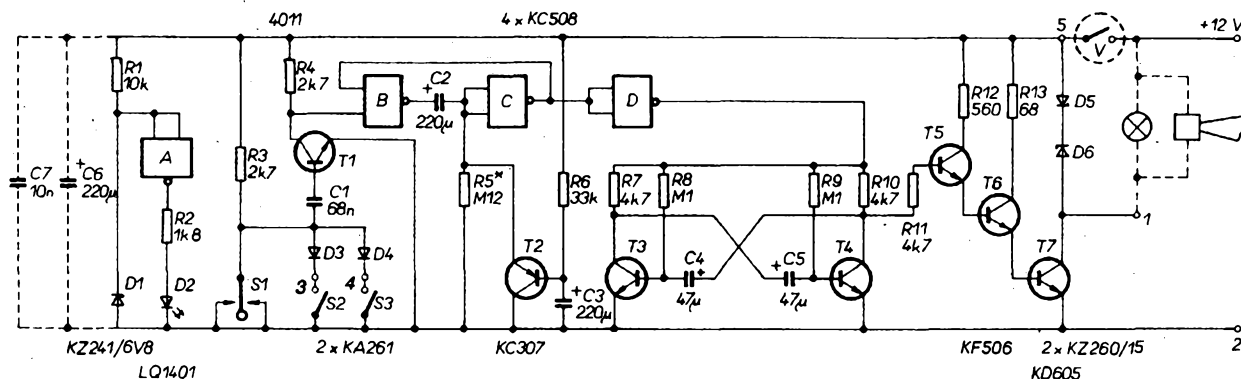 4011
4 x KC508
5
V
+12 V
R1
10k
R4
2k7
B
C2
+
220μ
C
D
R12
560
R13
68
D5
D6
T5
T6
A
T1
R3
2k7
C7
10n
+
C6
220μ
C1
68n
R5*
M12
R6
33k
R7
4k7
R8
M1
R9
M1
R10
4k7
R11
4k7
R2
1k8
D3
D4
T2
T3
C4
+
47μ
+
C5
47μ
T4
T7
1
D1
D2
S1
3
S2
4
S3
+
C3
220μ
KZ241/6V8
2 x KA261
KC307
KF506
2 x KZ260/15
2
LQ1401
KD605